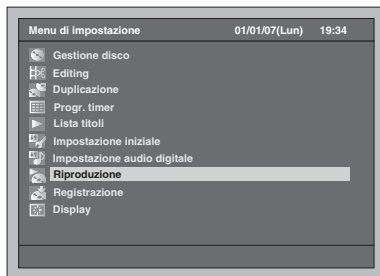 Menu di impostazione 01/01/07(Lun) 19:34
Gestione disco
Editing
Duplicazione
Progr. timer
Lista titoli
Impostazione iniziale
Impostazione audio digitale
Riproduzione
Registrazione
Display